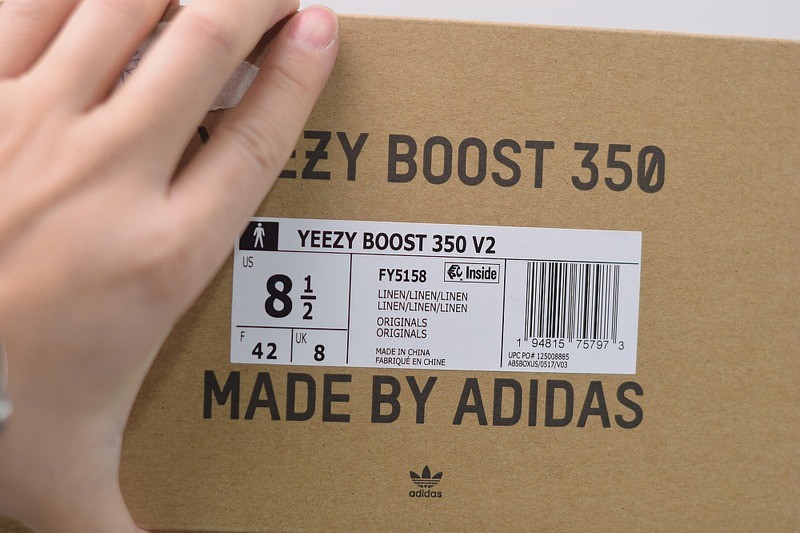 EZY BOOST 350
YEEZY BOOST 350 V2
US
8 1/2
F
42
UK
8
FY5158
Inside
LINEN/LINEN/LINEN
LINEN/LINEN/LINEN
ORIGINALS
ORIGINALS
MADE IN CHINA
FABRIQUÉ EN CHINE
1 94815 75797 3
UPC PO# 125008885
ABSBOXUS/0517/V03
MADE BY ADIDAS
adidas